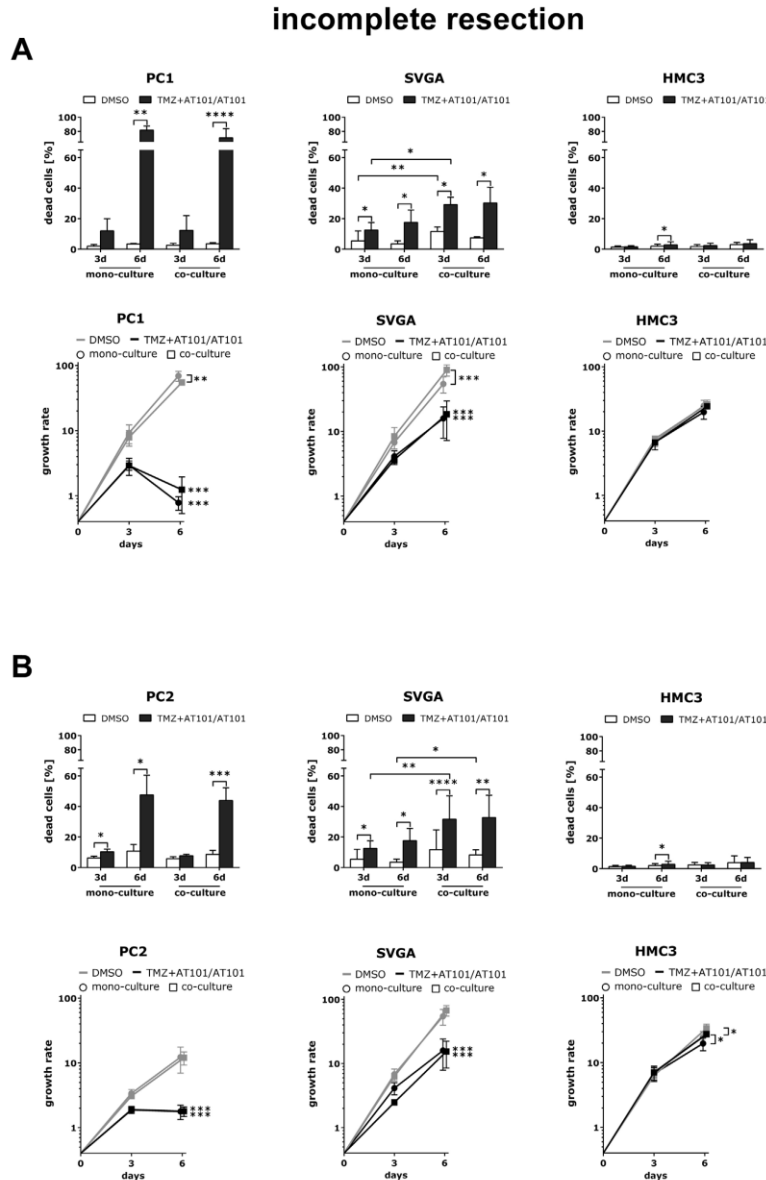 incomplete resection
A
PC1
DMSO TMZ+AT101/AT101
dead cells [%]
100
80
60
40
20
0
** ****
3d 6d 3d 6d
mono-culture co-culture
SVGA
DMSO TMZ+AT101/AT101
dead cells [%]
100
80
60
40
20
0
*
**
* * * *
3d 6d 3d 6d
mono-culture co-culture
HMC3
DMSO TMZ+AT101/AT101
dead cells [%]
100
80
60
40
20
0
*
3d 6d 3d 6d
mono-culture co-culture
PC1
DMSO TMZ+AT101/AT101
mono-culture co-culture
growth rate
100
10
1
**
***
***
0 3 6
days
SVGA
DMSO TMZ+AT101/AT101
mono-culture co-culture
growth rate
100
10
1
***
***
***
0 3 6
days
HMC3
DMSO TMZ+AT101/AT101
mono-culture co-culture
growth rate
100
10
1
0 3 6
days
B
PC2
DMSO TMZ+AT101/AT101
dead cells [%]
100
80
60
40
20
0
* * ***
3d 6d 3d 6d
mono-culture co-culture
SVGA
DMSO TMZ+AT101/AT101
dead cells [%]
100
80
60
40
20
0
*
**
* * **** **
3d 6d 3d 6d
mono-culture co-culture
HMC3
DMSO TMZ+AT101/AT101
dead cells [%]
100
80
60
40
20
0
*
3d 6d 3d 6d
mono-culture co-culture
PC2
DMSO TMZ+AT101/AT101
mono-culture co-culture
growth rate
100
10
1
***
***
0 3 6
days
SVGA
DMSO TMZ+AT101/AT101
mono-culture co-culture
growth rate
100
10
1
***
***
0 3 6
days
HMC3
DMSO TMZ+AT101/AT101
mono-culture co-culture
growth rate
100
10
1
*
*
0 3 6
days